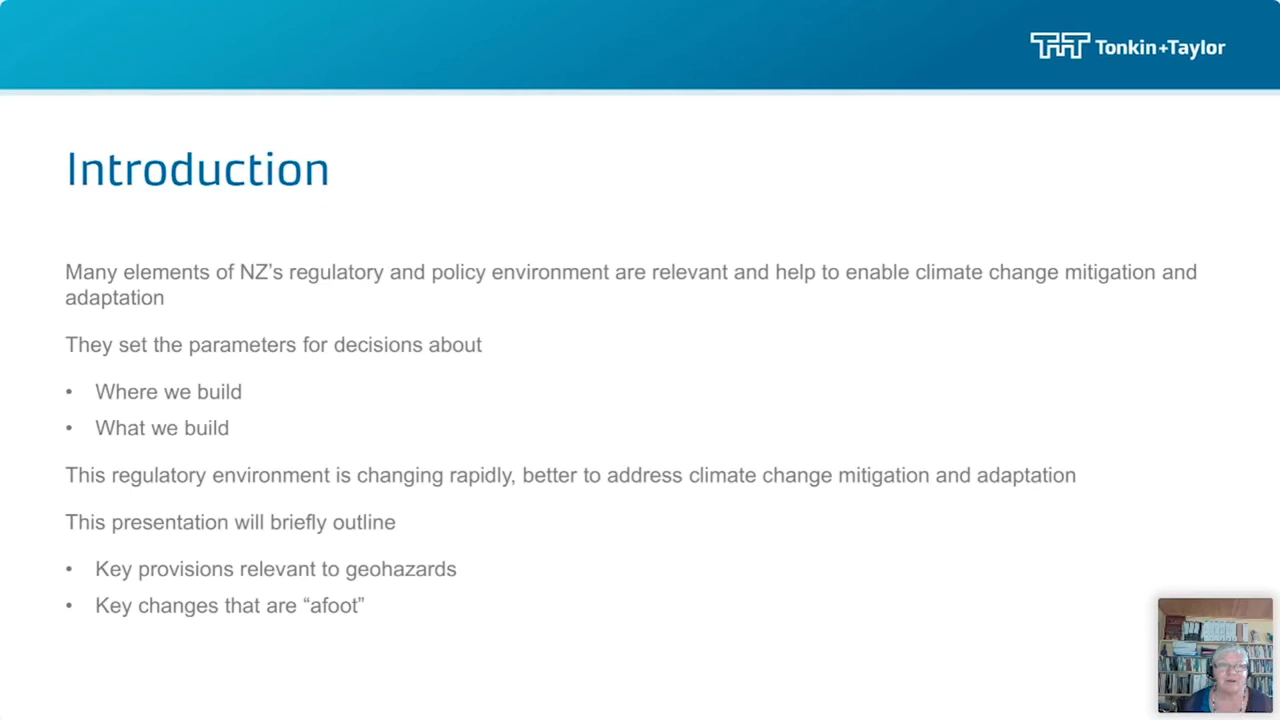 Tonkin+Taylor
Introduction
Many elements of NZ’s regulatory and policy environment are relevant and help to enable climate change mitigation and
adaptation
They set the parameters for decisions about
• Where we build
• What we build
This regulatory environment is changing rapidly, better to address climate change mitigation and adaptation
This presentation will briefly outline
• Key provisions relevant to geohazards
• Key changes that are “afoot”